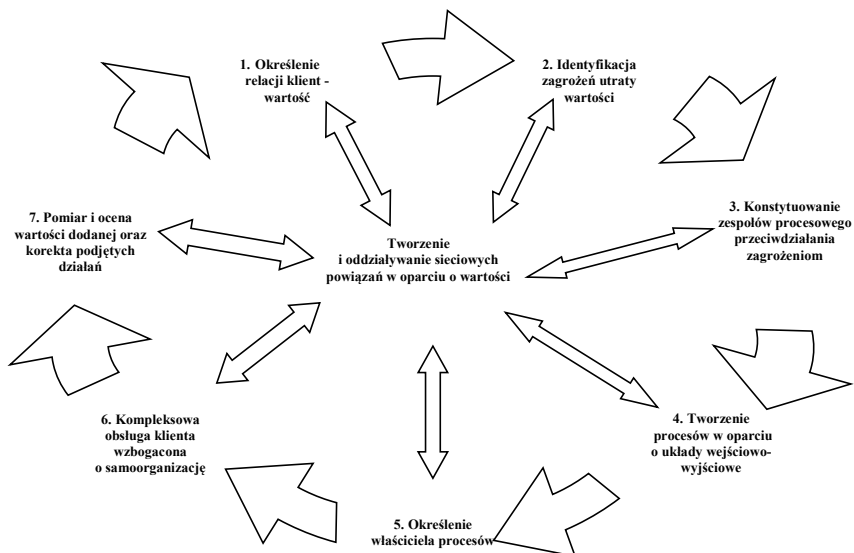 1. Określenie
relacji klient -
wartość
2. Identyfikacja
zagrożeń utraty
wartości
3. Konstytuowanie
zespołów procesowego
przeciwdziałania
zagrożeniom
4. Tworzenie
procesów w oparciu
o układy wejściowo-
wyjściowe
5. Określenie
właściciela procesów
6. Kompleksowa
obsługa klienta
wzbogacona
o samoorganizację
7. Pomiar i ocena
wartości dodanej oraz
korekta podjętych
działań
Tworzenie
i oddziaływanie sieciowych
powiązań w oparciu o wartości